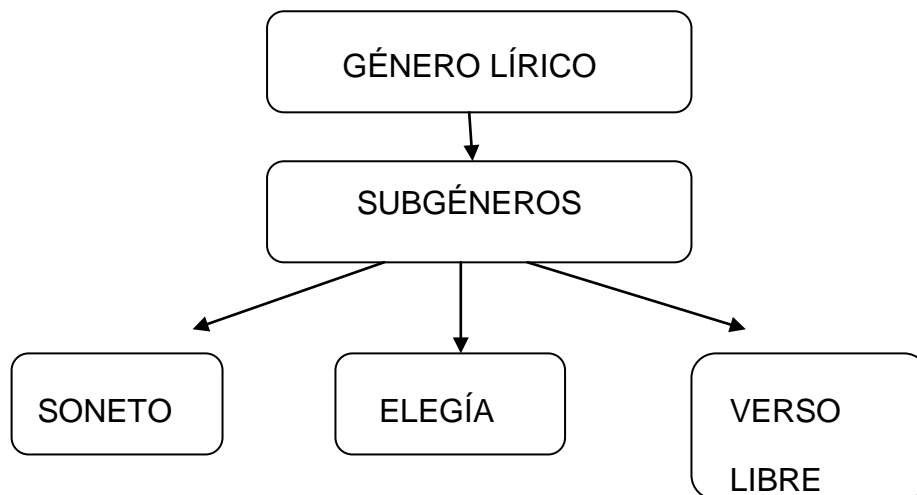 GÉNERO LÍRICO
SUBGÉNEROS
SONETO
ELEGÍA
VERSO
LIBRE